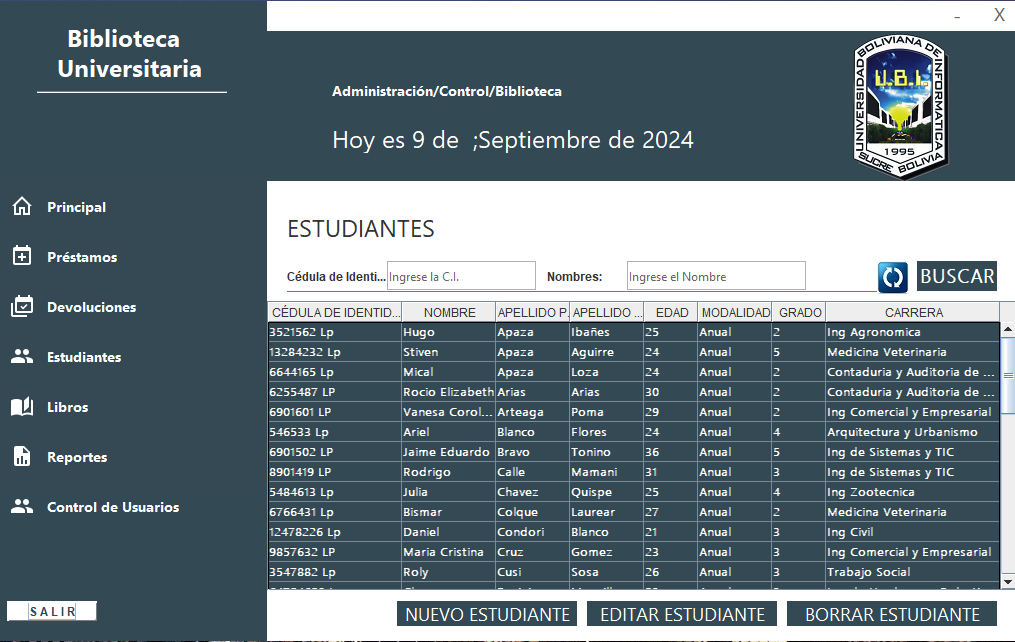 Biblioteca
Universitaria
- X
Administración/Control/Biblioteca
Hoy es 9 de ;Septiembre de 2024
UNIVERSIDAD BOLIVIANA DE INFORMATICA
U.B.I.
1995
SUCRE BOLIVIA
Principal
Préstamos
Devoluciones
Estudiantes
Libros
Reportes
Control de Usuarios
SALIR
ESTUDIANTES
Cédula de Identi... Ingrese la C.I. Nombres: Ingrese el Nombre BUSCAR
CÉDULA DE IDENTID... NOMBRE APELLIDO P. APELLIDO ... EDAD MODALIDAD GRADO CARRERA
3521562 Lp Hugo Apaza Ibañes 25 Anual 2 Ing Agronomica
13284232 Lp Stiven Apaza Aguirre 24 Anual 5 Medicina Veterinaria
6644165 Lp Mical Apaza Loza 24 Anual 2 Contaduria y Auditoria de ...
6255487 LP Rocio Elizabeth Arias Arias 30 Anual 2 Contaduria y Auditoria de ...
6901601 LP Vanesa Corol... Arteaga Poma 29 Anual 2 Ing Comercial y Empresarial
546533 Lp Ariel Blanco Flores 24 Anual 4 Arquitectura y Urbanismo
6901502 LP Jaime Eduardo Bravo Tonino 36 Anual 5 Ing de Sistemas y TIC
8901419 LP Rodrigo Calle Mamani 31 Anual 3 Ing de Sistemas y TIC
5484613 Lp Julia Chavez Quispe 25 Anual 4 Ing Zootecnica
6766431 Lp Bismar Colque Laurear 27 Anual 2 Medicina Veterinaria
12478226 Lp Daniel Condori Blanco 21 Anual 3 Ing Civil
9857632 LP Maria Cristina Cruz Gomez 23 Anual 3 Ing Comercial y Empresarial
3547882 Lp Roly Cusi Sosa 26 Anual 3 Trabajo Social
NUEVO ESTUDIANTE EDITAR ESTUDIANTE BORRAR ESTUDIANTE